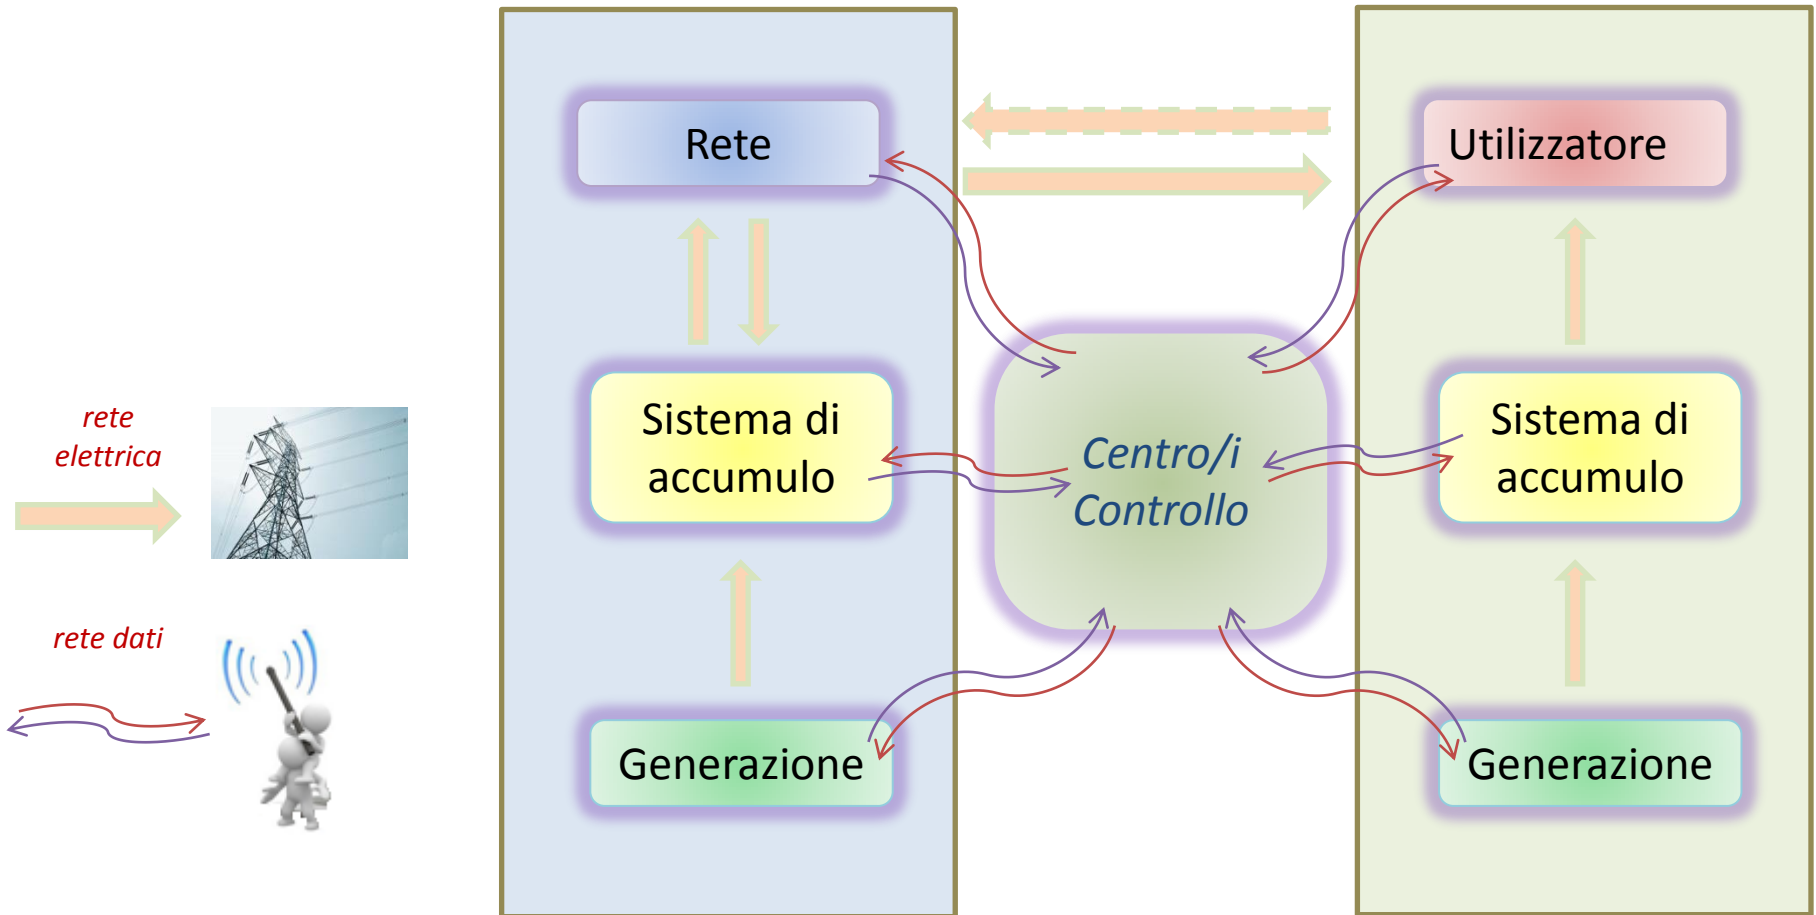 rete
elettrica
rete dati
Rete
Sistema di
accumulo
Generazione
Centro/i
Controllo
Utilizzatore
Sistema di
accumulo
Generazione